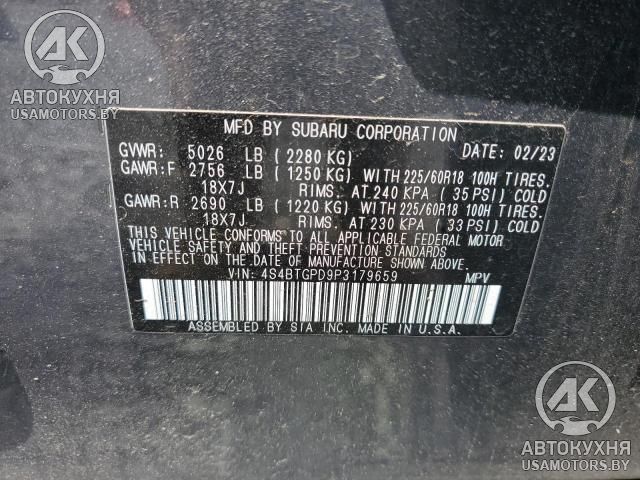 АК
АВТОКУХНЯ
USAMOTORS.BY
MFD BY SUBARU CORPORATION
GVWR: 5026 LB (2280 KG) DATE: 02/23
GAWR:F 2756 LB (1250 KG) WITH 225/60R18 100H TIRES.
18X7J RIMS. AT 240 KPA (35 PSI) COLD
GAWR:R 2690 LB (1220 KG) WITH 225/60R18 100H TIRES.
18X7J RIMS. AT 230 KPA (33 PSI) COLD
THIS VEHICLE CONFORMS TO ALL APPLICABLE FEDERAL MOTOR
VEHICLE SAFETY AND THEFT PREVENTION STANDARDS
IN EFFECT ON THE DATE OF MANUFACTURE SHOWN ABOVE.
VIN: 4S4BTGPD9P3179659 MPV
ASSEMBLED BY SIA INC. MADE IN U.S.A.
АК
АВТОКУХНЯ
USAMOTORS.BY